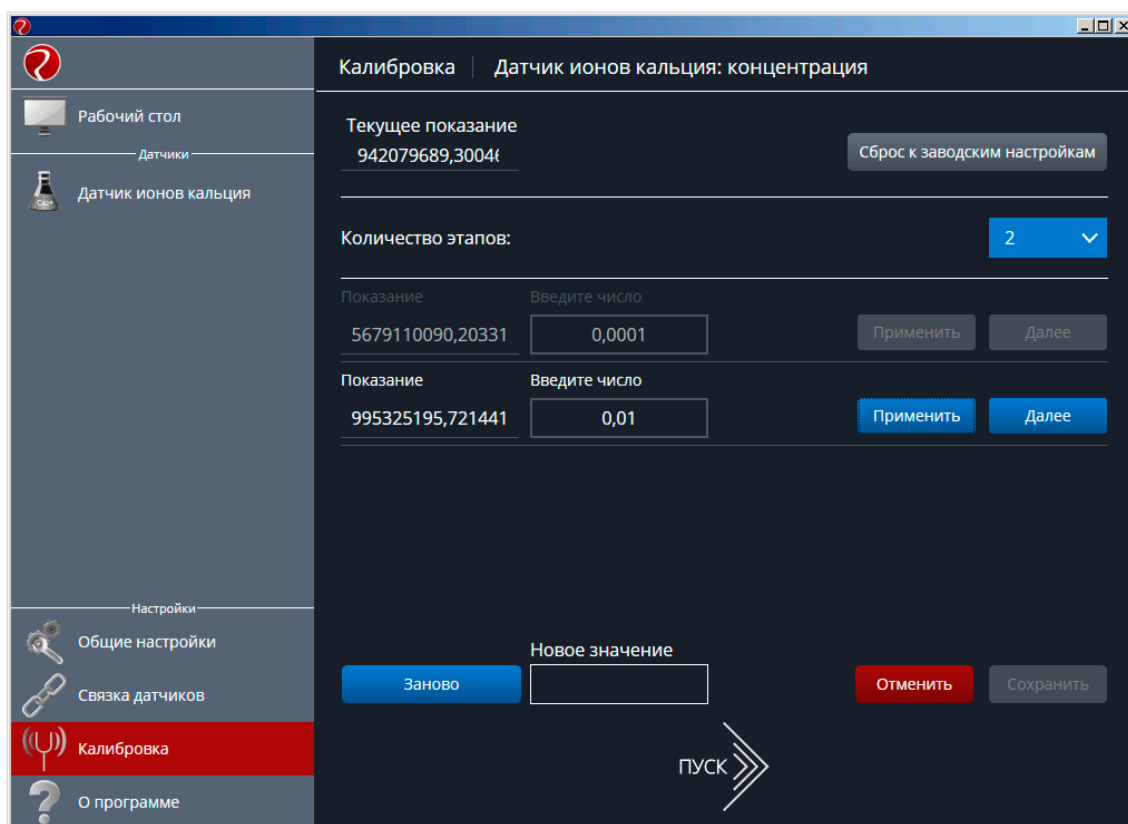 Калибровка Датчик ионов кальция: концентрация
Рабочий стол
Датчики
Датчик ионов кальция
Текущее показание
942079689,30046
Сброс к заводским настройкам
Количество этапов: 2
Показание Введите число
5679110090,20331 0,0001 Применить Далее
Показание Введите число
995325195,721441 0,01 Применить Далее
Настройки
Общие настройки
Связка датчиков
Калибровка
О программе
Новое значение
Заново Отменить Сохранить
ПУСК